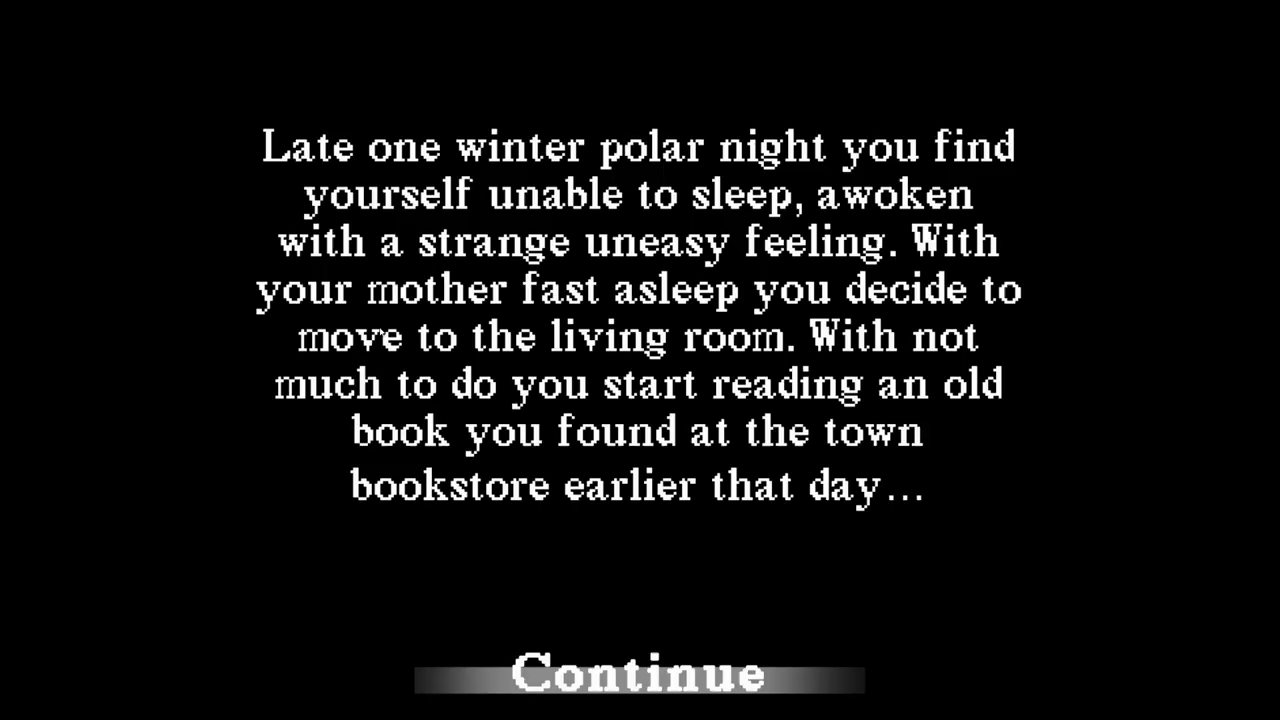 Late one winter polar night you find
yourself unable to sleep, awoken
with a strange uneasy feeling. With
your mother fast asleep you decide to
move to the living room. With not
much to do you start reading an old
book you found at the town
bookstore earlier that day...
Continue